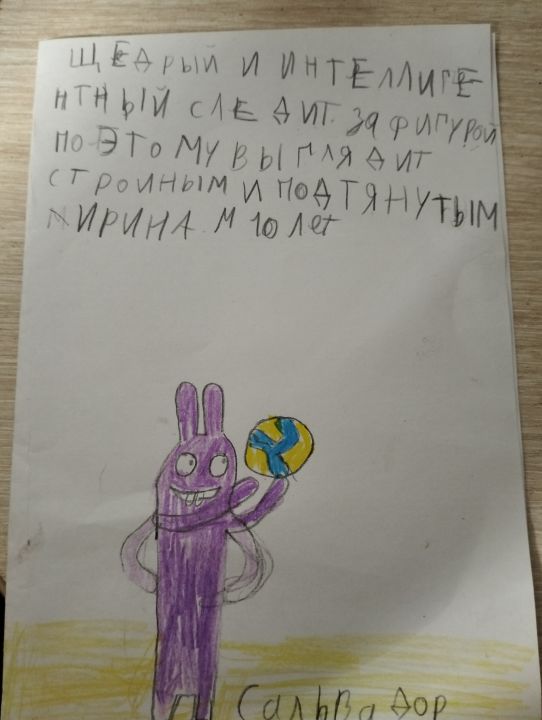 ЩЕДРЫЙ И ИНТЕЛЛИГЕ
НТНЫЙ СЛЕДИТ. ЗА ФИГУРОЙ
ПОЭТОМУ ВЫГЛЯДИТ
СТРОЙНЫМ И ПОДТЯНУТЫМ
ИРИНА. М 10 лет
Сальвадор